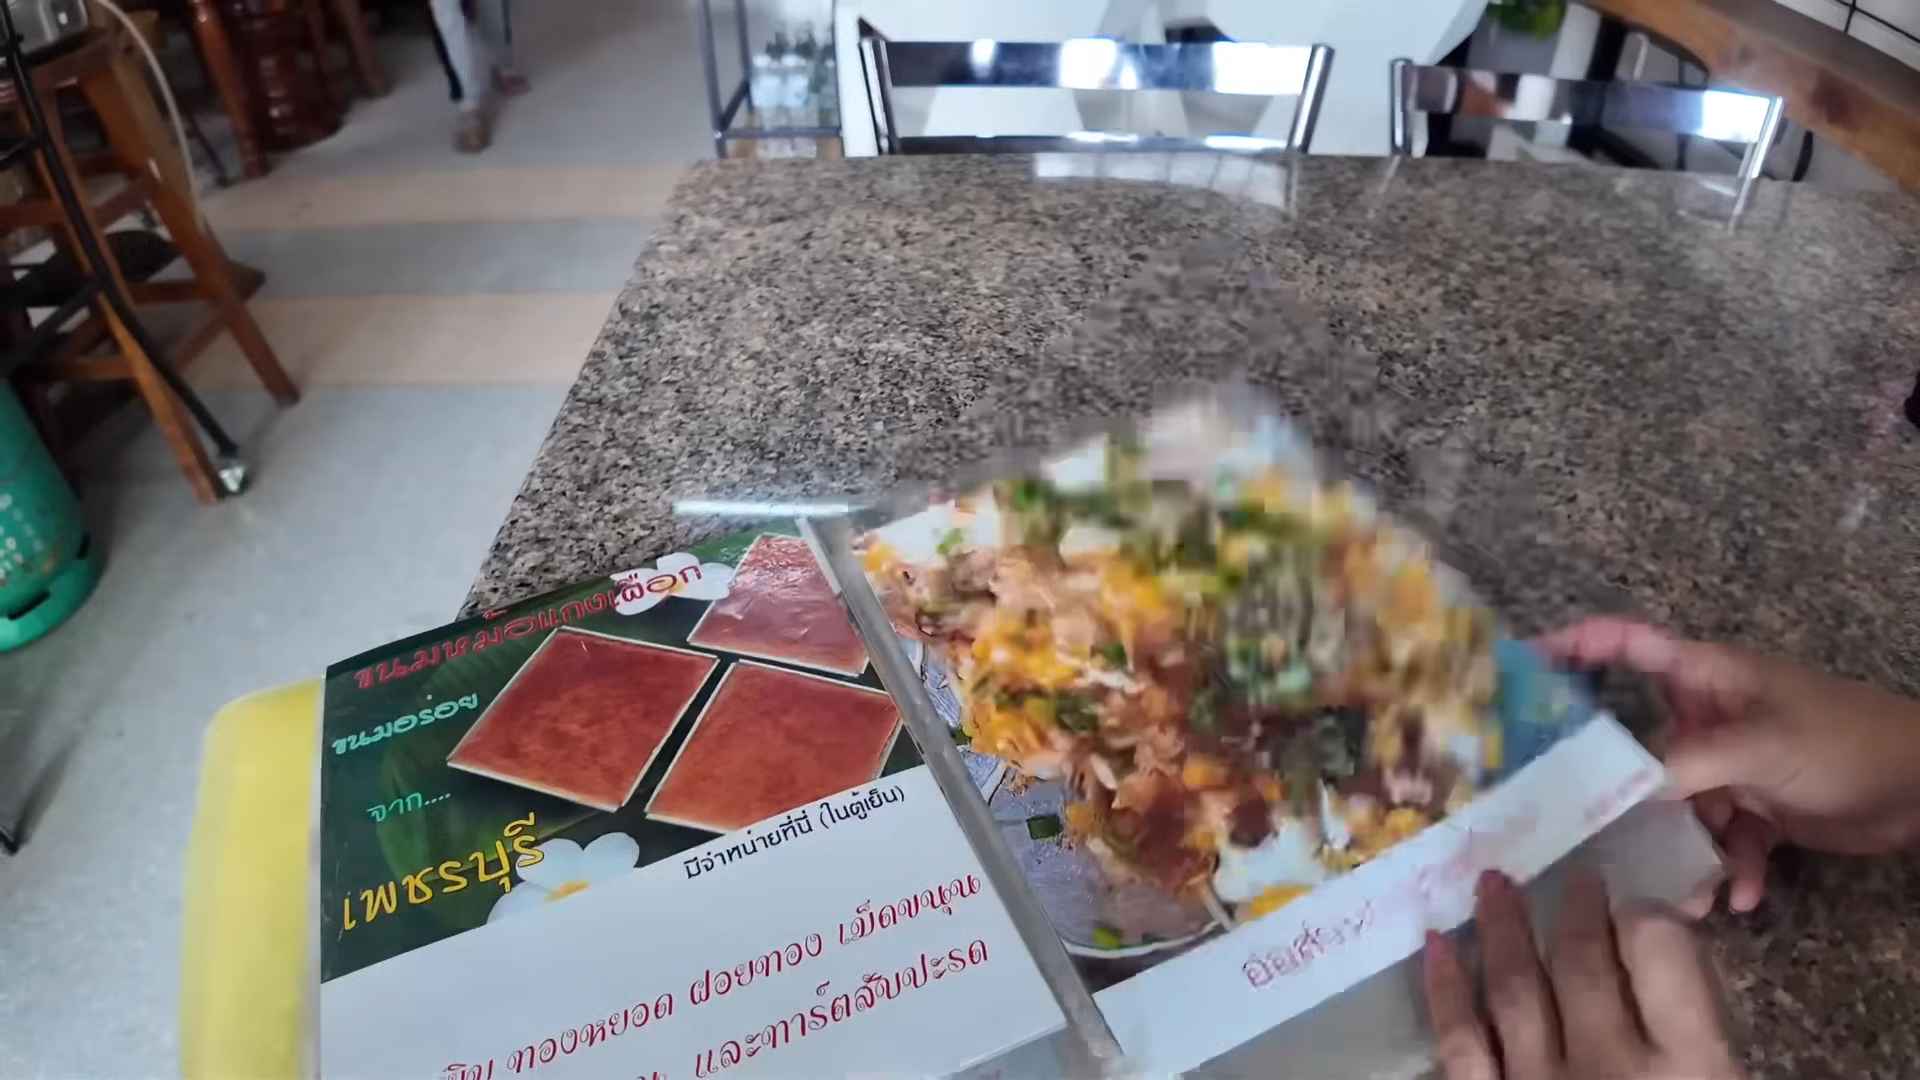 ขนมหม้อแกงเผือก
ขนมอร่อย
จาก....
เพชรบุรี
มีจำหน่ายที่นี่ (ในตู้เย็น)
ทองหยอด ฝอยทอง เม็ดขนุน
และทาร์ตสับปะรด